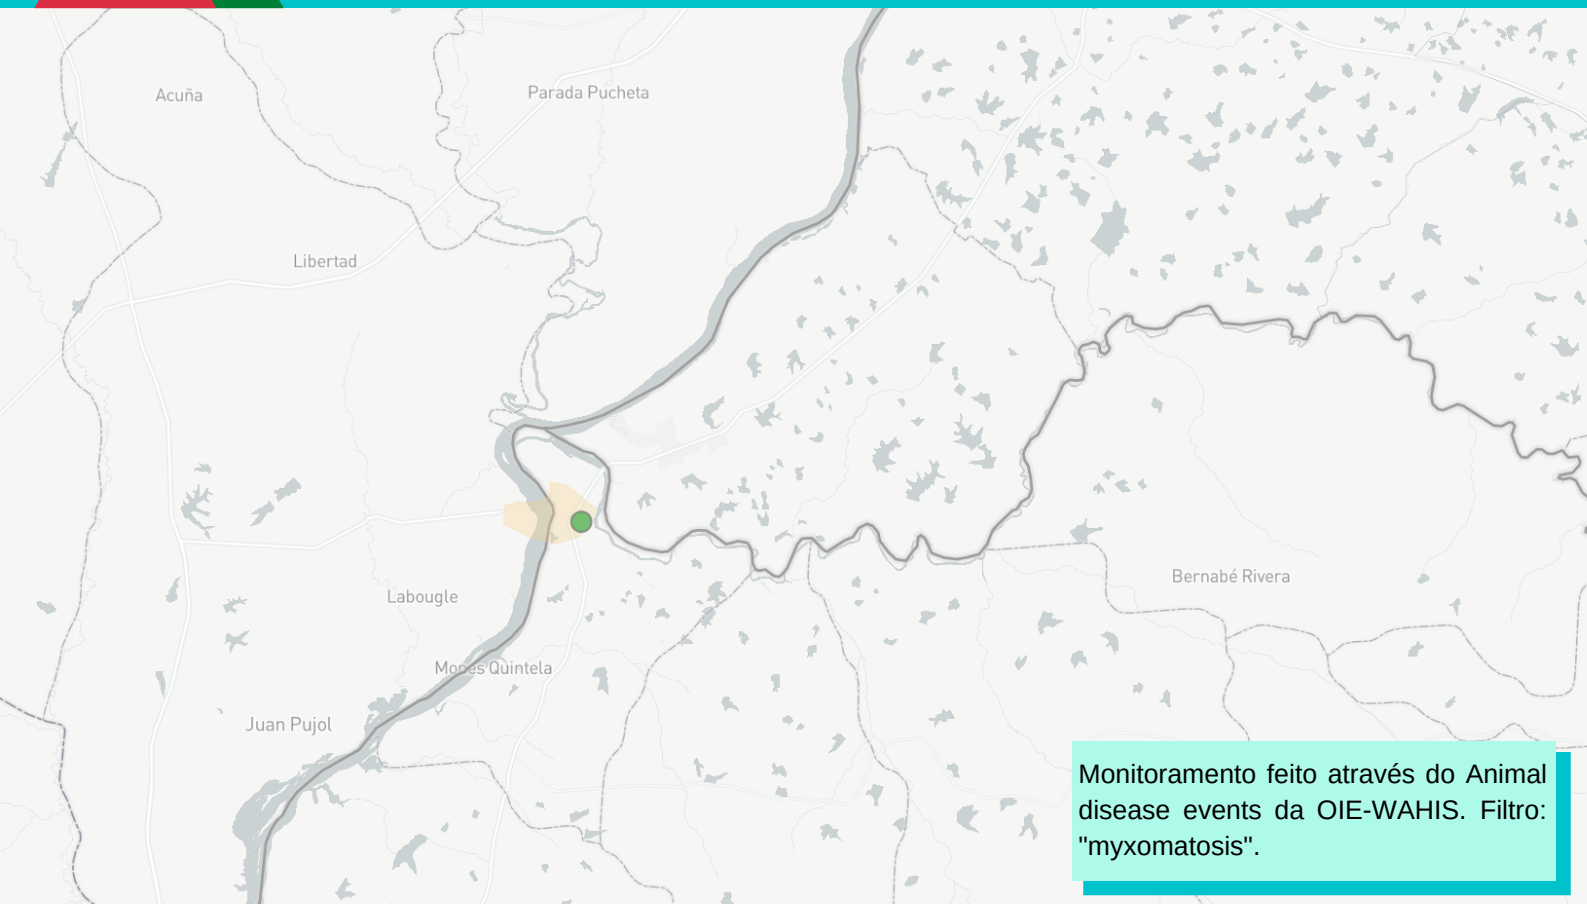 Acuña
Parada Pucheta
Libertad
Bernabé Rivera
Labougle
Mones Quintela
Juan Pujol
Monitoramento feito através do Animal
disease events da OIE-WAHIS. Filtro:
"myxomatosis".